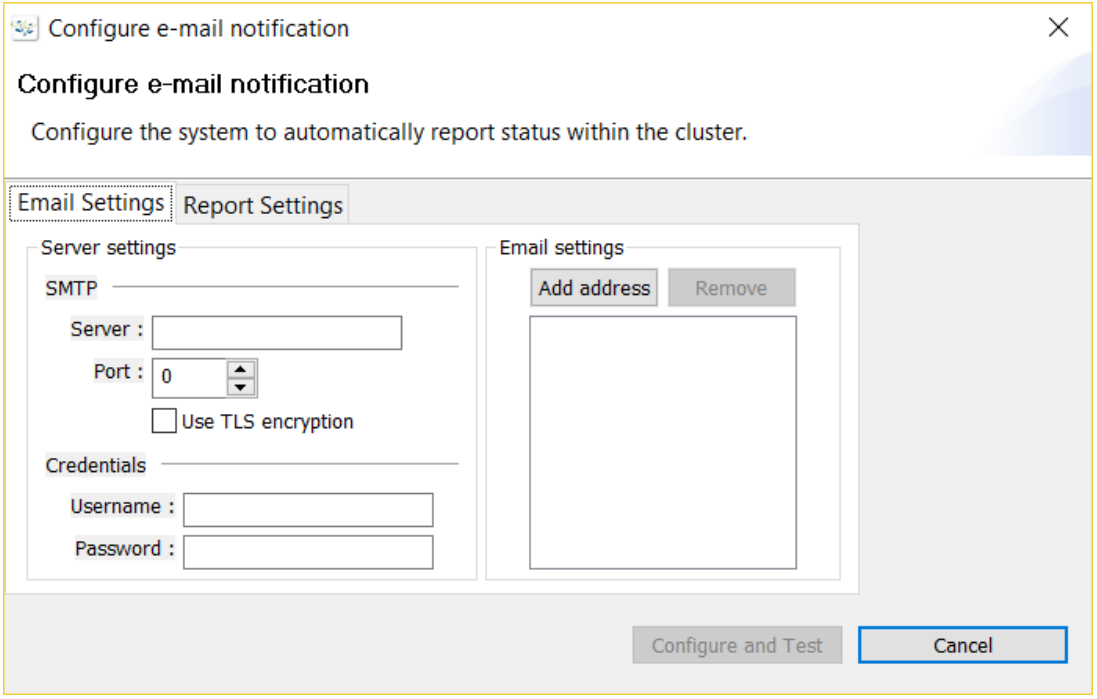 Configure e-mail notification
Configure e-mail notification
Configure the system to automatically report status within the cluster.
Email Settings
Report Settings
Server settings
SMTP
Server :
Port : 0
Use TLS encryption
Credentials
Username :
Password :
Email settings
Add address
Remove
Configure and Test
Cancel